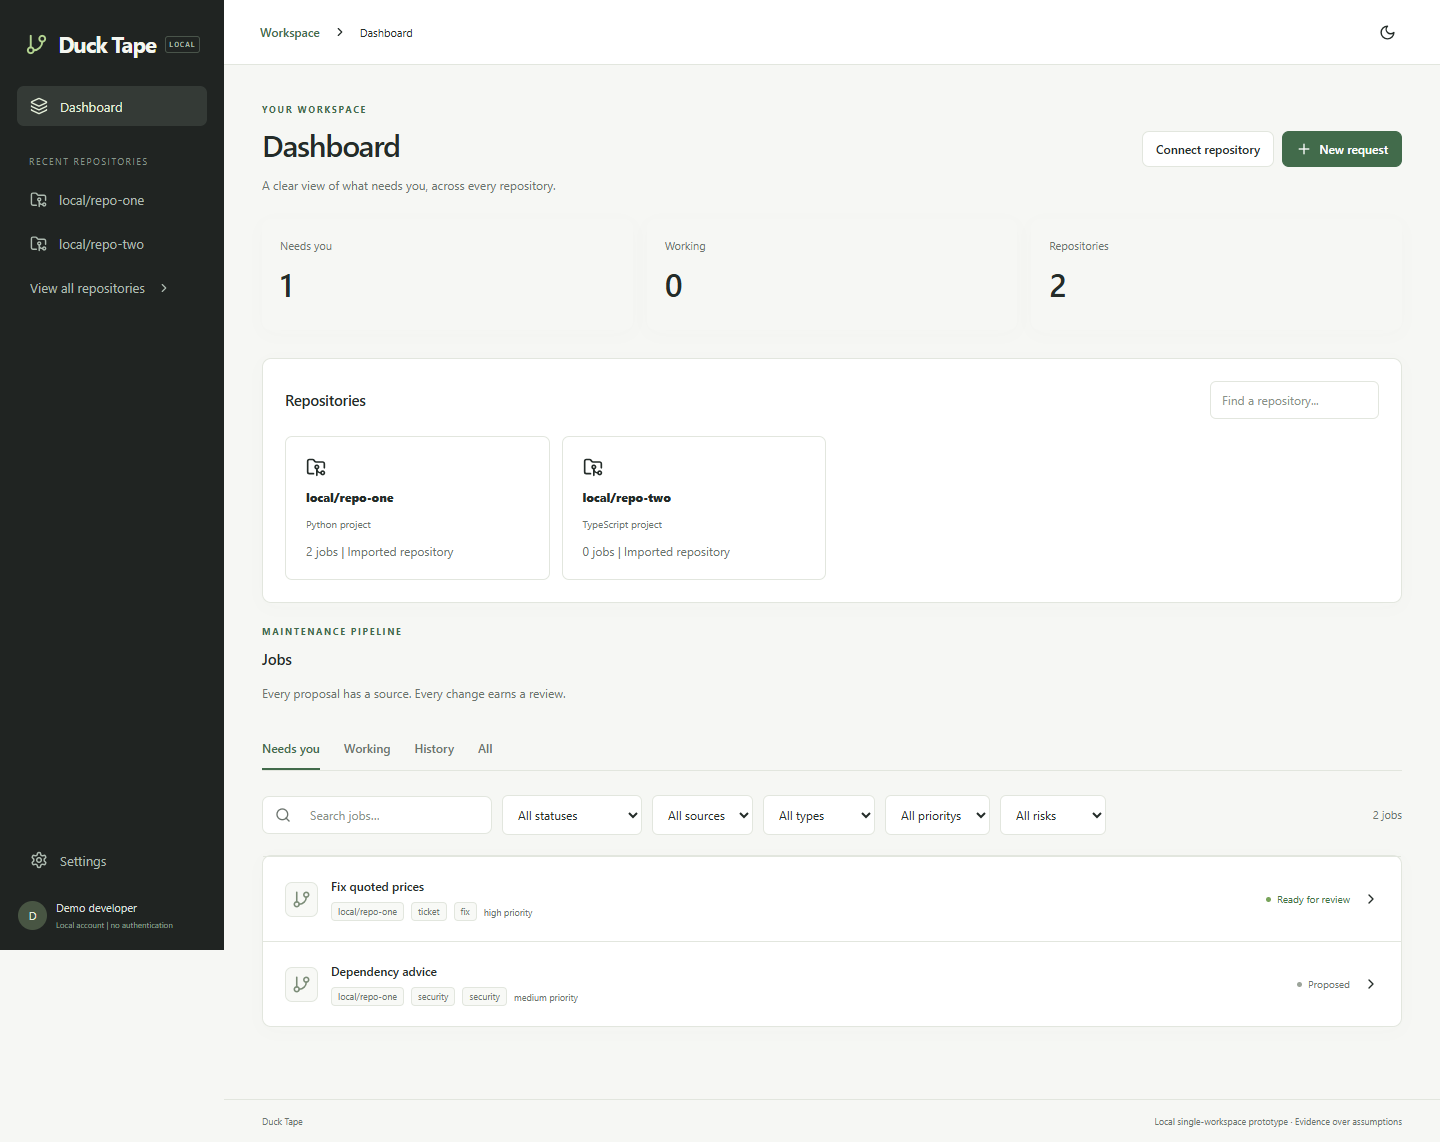 Duck Tape LOCAL
Dashboard
RECENT REPOSITORIES
local/repo-one
local/repo-two
View all repositories
Settings
D
Demo developer
Local account | no authentication
Workspace > Dashboard
YOUR WORKSPACE
Dashboard
A clear view of what needs you, across every repository.
Connect repository
+ New request
Needs you
1
Working
0
Repositories
2
Repositories
Find a repository...
local/repo-one
Python project
2 jobs | Imported repository
local/repo-two
TypeScript project
0 jobs | Imported repository
MAINTENANCE PIPELINE
Jobs
Every proposal has a source. Every change earns a review.
Needs you Working History All
Search jobs... All statuses All sources All types All prioritys All risks 2 jobs
Fix quoted prices
local/repo-one ticket fix high priority
Ready for review
Dependency advice
local/repo-one security security medium priority
Proposed
Duck Tape
Local single-workspace prototype · Evidence over assumptions